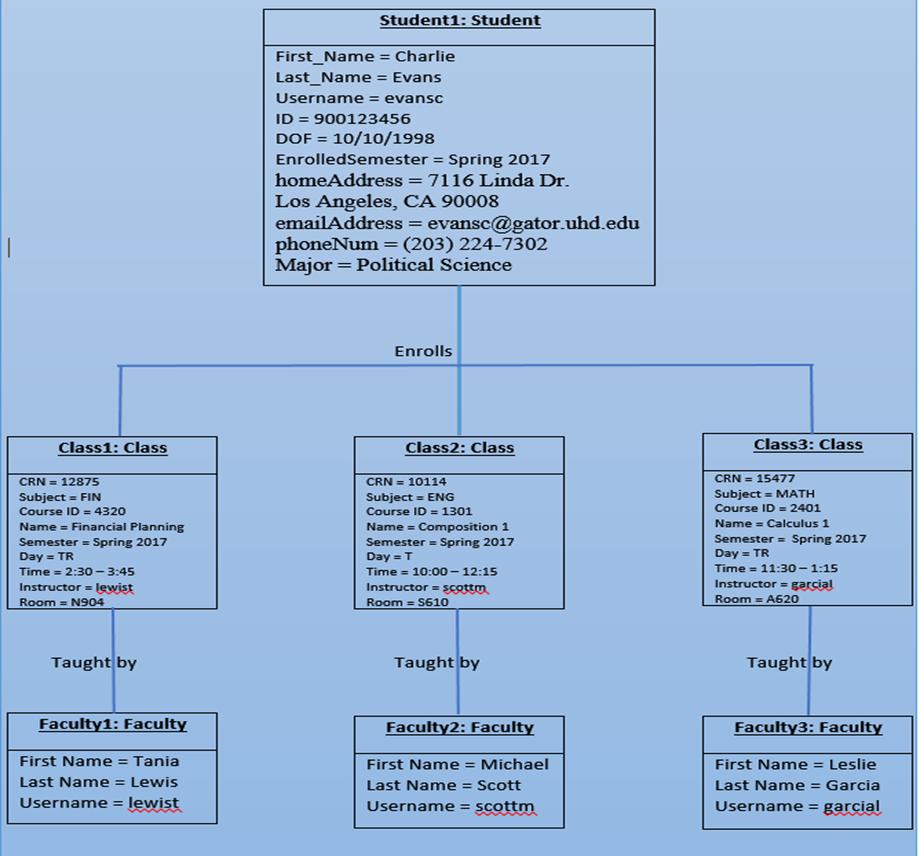 Student1: Student
First_Name = Charlie
Last_Name = Evans
Username = evansc
ID = 900123456
DOF = 10/10/1998
EnrolledSemester = Spring 2017
homeAddress = 7116 Linda Dr.
Los Angeles, CA 90008
emailAddress = evansc@gator.uhd.edu
phoneNum = (203) 224-7302
Major = Political Science
Enrolls
Class1: Class
CRN = 12875
Subject = FIN
Course ID = 4320
Name = Financial Planning
Semester = Spring 2017
Day = TR
Time = 2:30 – 3:45
Instructor = lewist
Room = N904
Class2: Class
CRN = 10114
Subject = ENG
Course ID = 1301
Name = Composition 1
Semester = Spring 2017
Day = T
Time = 10:00 – 12:15
Instructor = scottm
Room = S610
Class3: Class
CRN = 15477
Subject = MATH
Course ID = 2401
Name = Calculus 1
Semester =  Spring 2017
Day = TR
Time = 11:30 – 1:15
Instructor = garcial
Room = A620
Taught by
Taught by
Taught by
Faculty1: Faculty
First Name = Tania
Last Name = Lewis
Username = lewist
Faculty2: Faculty
First Name = Michael
Last Name = Scott
Username = scottm
Faculty3: Faculty
First Name = Leslie
Last Name = Garcia
Username = garcial